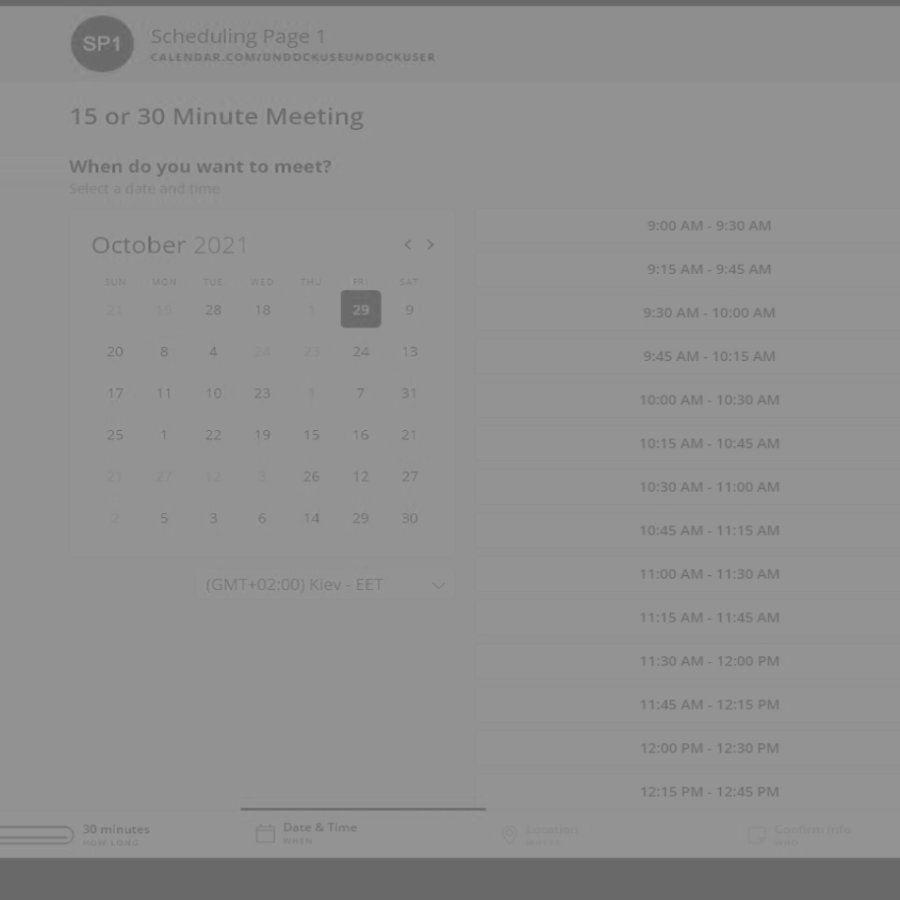 SP1
Scheduling Page 1
CALENDAR.COM/UNDOCKUSEUNDOCKUSER
15 or 30 Minute Meeting
When do you want to meet?
Select a date and time
October 2021
SUN MON TUE WED THU FRI SAT
21 19 28 18 1 29 9
20 8 4 24 23 24 13
17 11 10 23 1 7 31
25 1 22 19 15 16 21
21 27 12 3 26 12 27
2 5 3 6 14 29 30
(GMT+02:00) Kiev - EET
9:00 AM - 9:30 AM
9:15 AM - 9:45 AM
9:30 AM - 10:00 AM
9:45 AM - 10:15 AM
10:00 AM - 10:30 AM
10:15 AM - 10:45 AM
10:30 AM - 11:00 AM
10:45 AM - 11:15 AM
11:00 AM - 11:30 AM
11:15 AM - 11:45 AM
11:30 AM - 12:00 PM
11:45 AM - 12:15 PM
12:00 PM - 12:30 PM
12:15 PM - 12:45 PM
30 minutes
HOW LONG
Date & Time
WHEN
Location
WHERE
Confirm Info